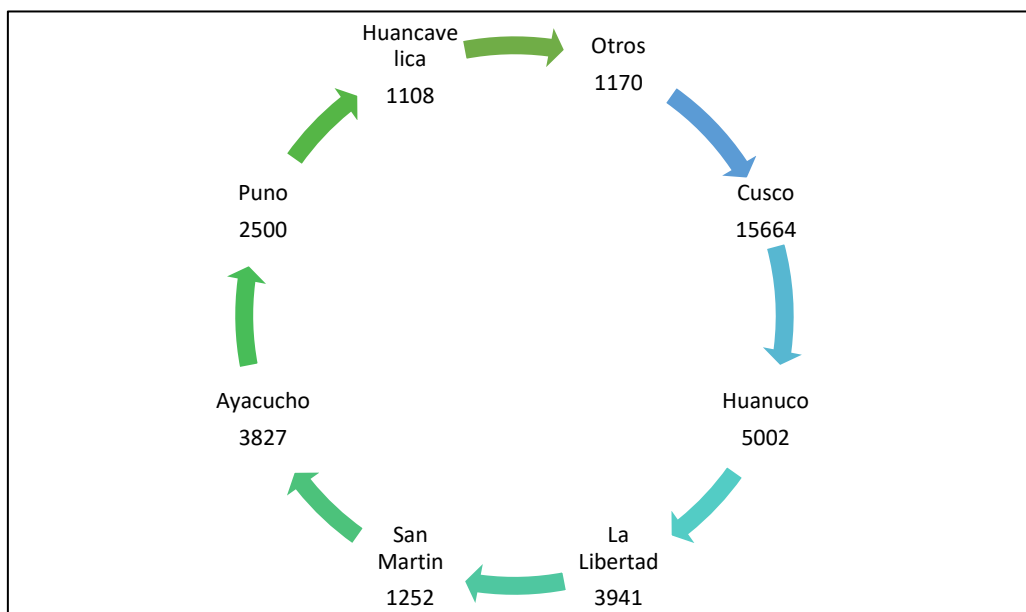 Huancave
lica
1108
Otros
1170
Cusco
15664
Huanuco
5002
La
Libertad
3941
San
Martin
1252
Ayacucho
3827
Puno
2500